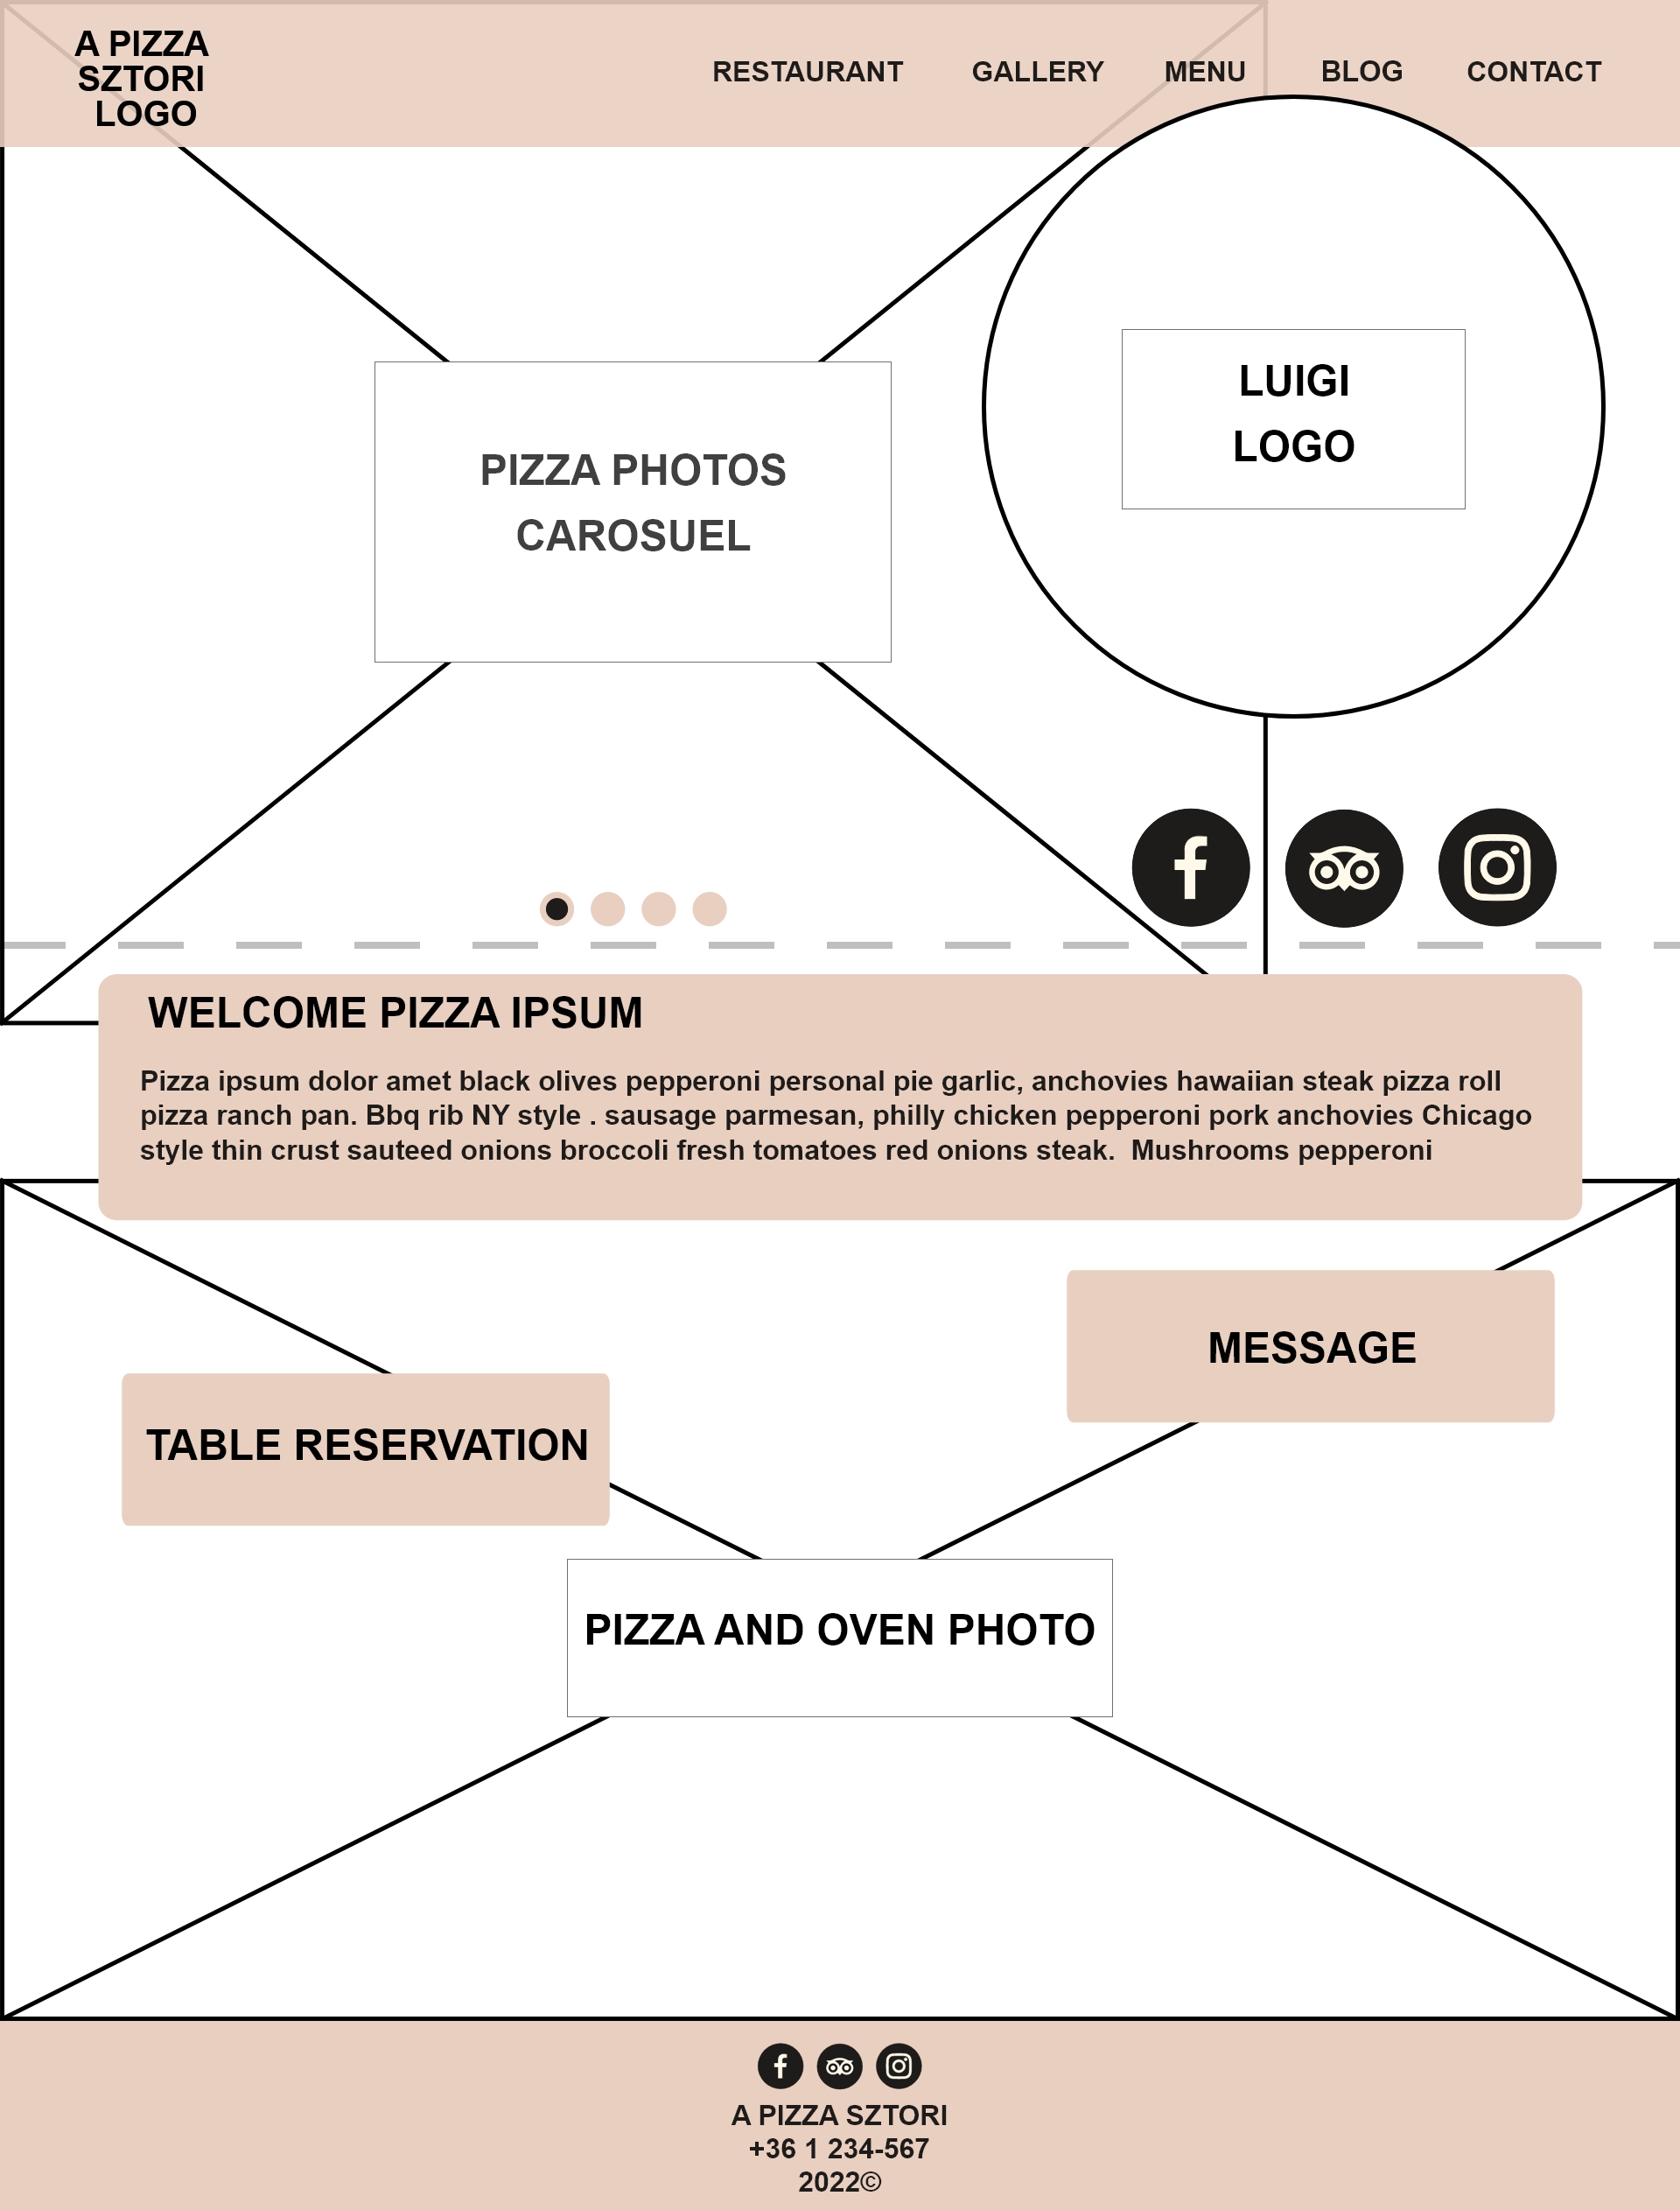 A PIZZA
SZTORI
LOGO
RESTAURANT GALLERY MENU BLOG CONTACT
LUIGI
LOGO
PIZZA PHOTOS
CAROSUEL
WELCOME PIZZA IPSUM
Pizza ipsum dolor amet black olives pepperoni personal pie garlic, anchovies hawaiian steak pizza roll
pizza ranch pan. Bbq rib NY style . sausage parmesan, philly chicken pepperoni pork anchovies Chicago
style thin crust sauteed onions broccoli fresh tomatoes red onions steak.  Mushrooms pepperoni
MESSAGE
TABLE RESERVATION
PIZZA AND OVEN PHOTO
A PIZZA SZTORI
+36 1 234-567
2022©